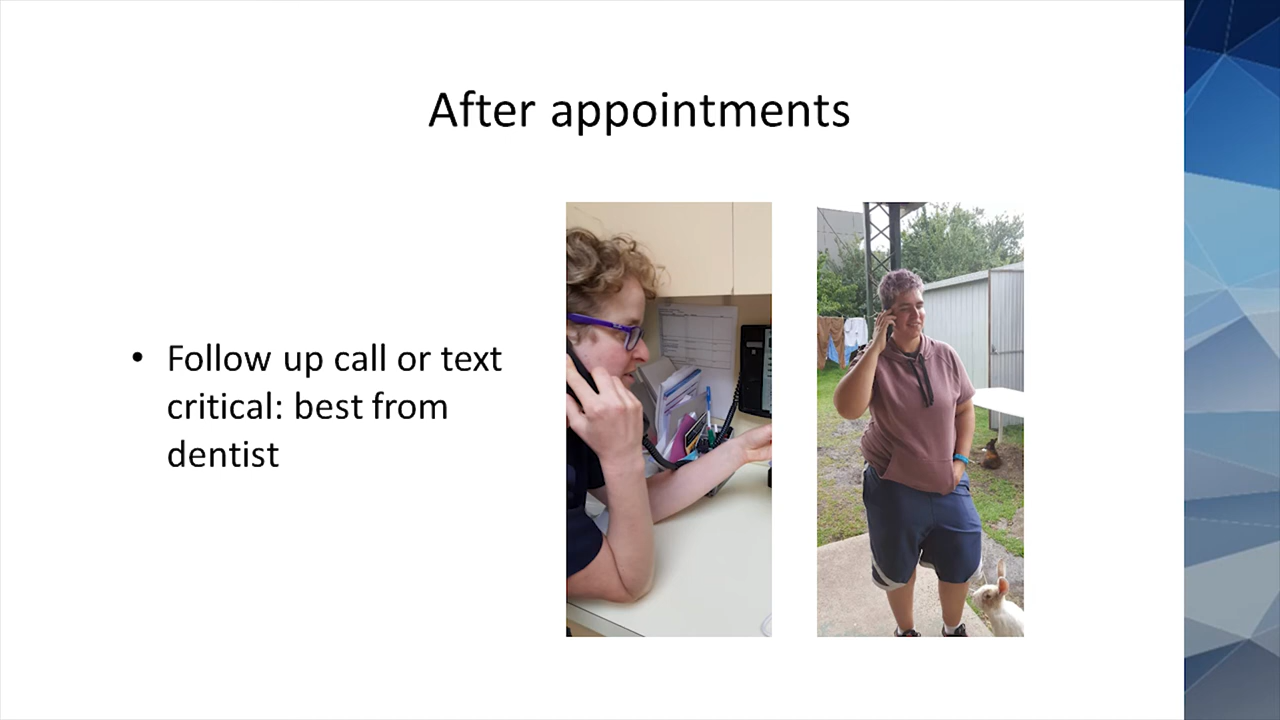 After appointments
• Follow up call or text
critical: best from
dentist